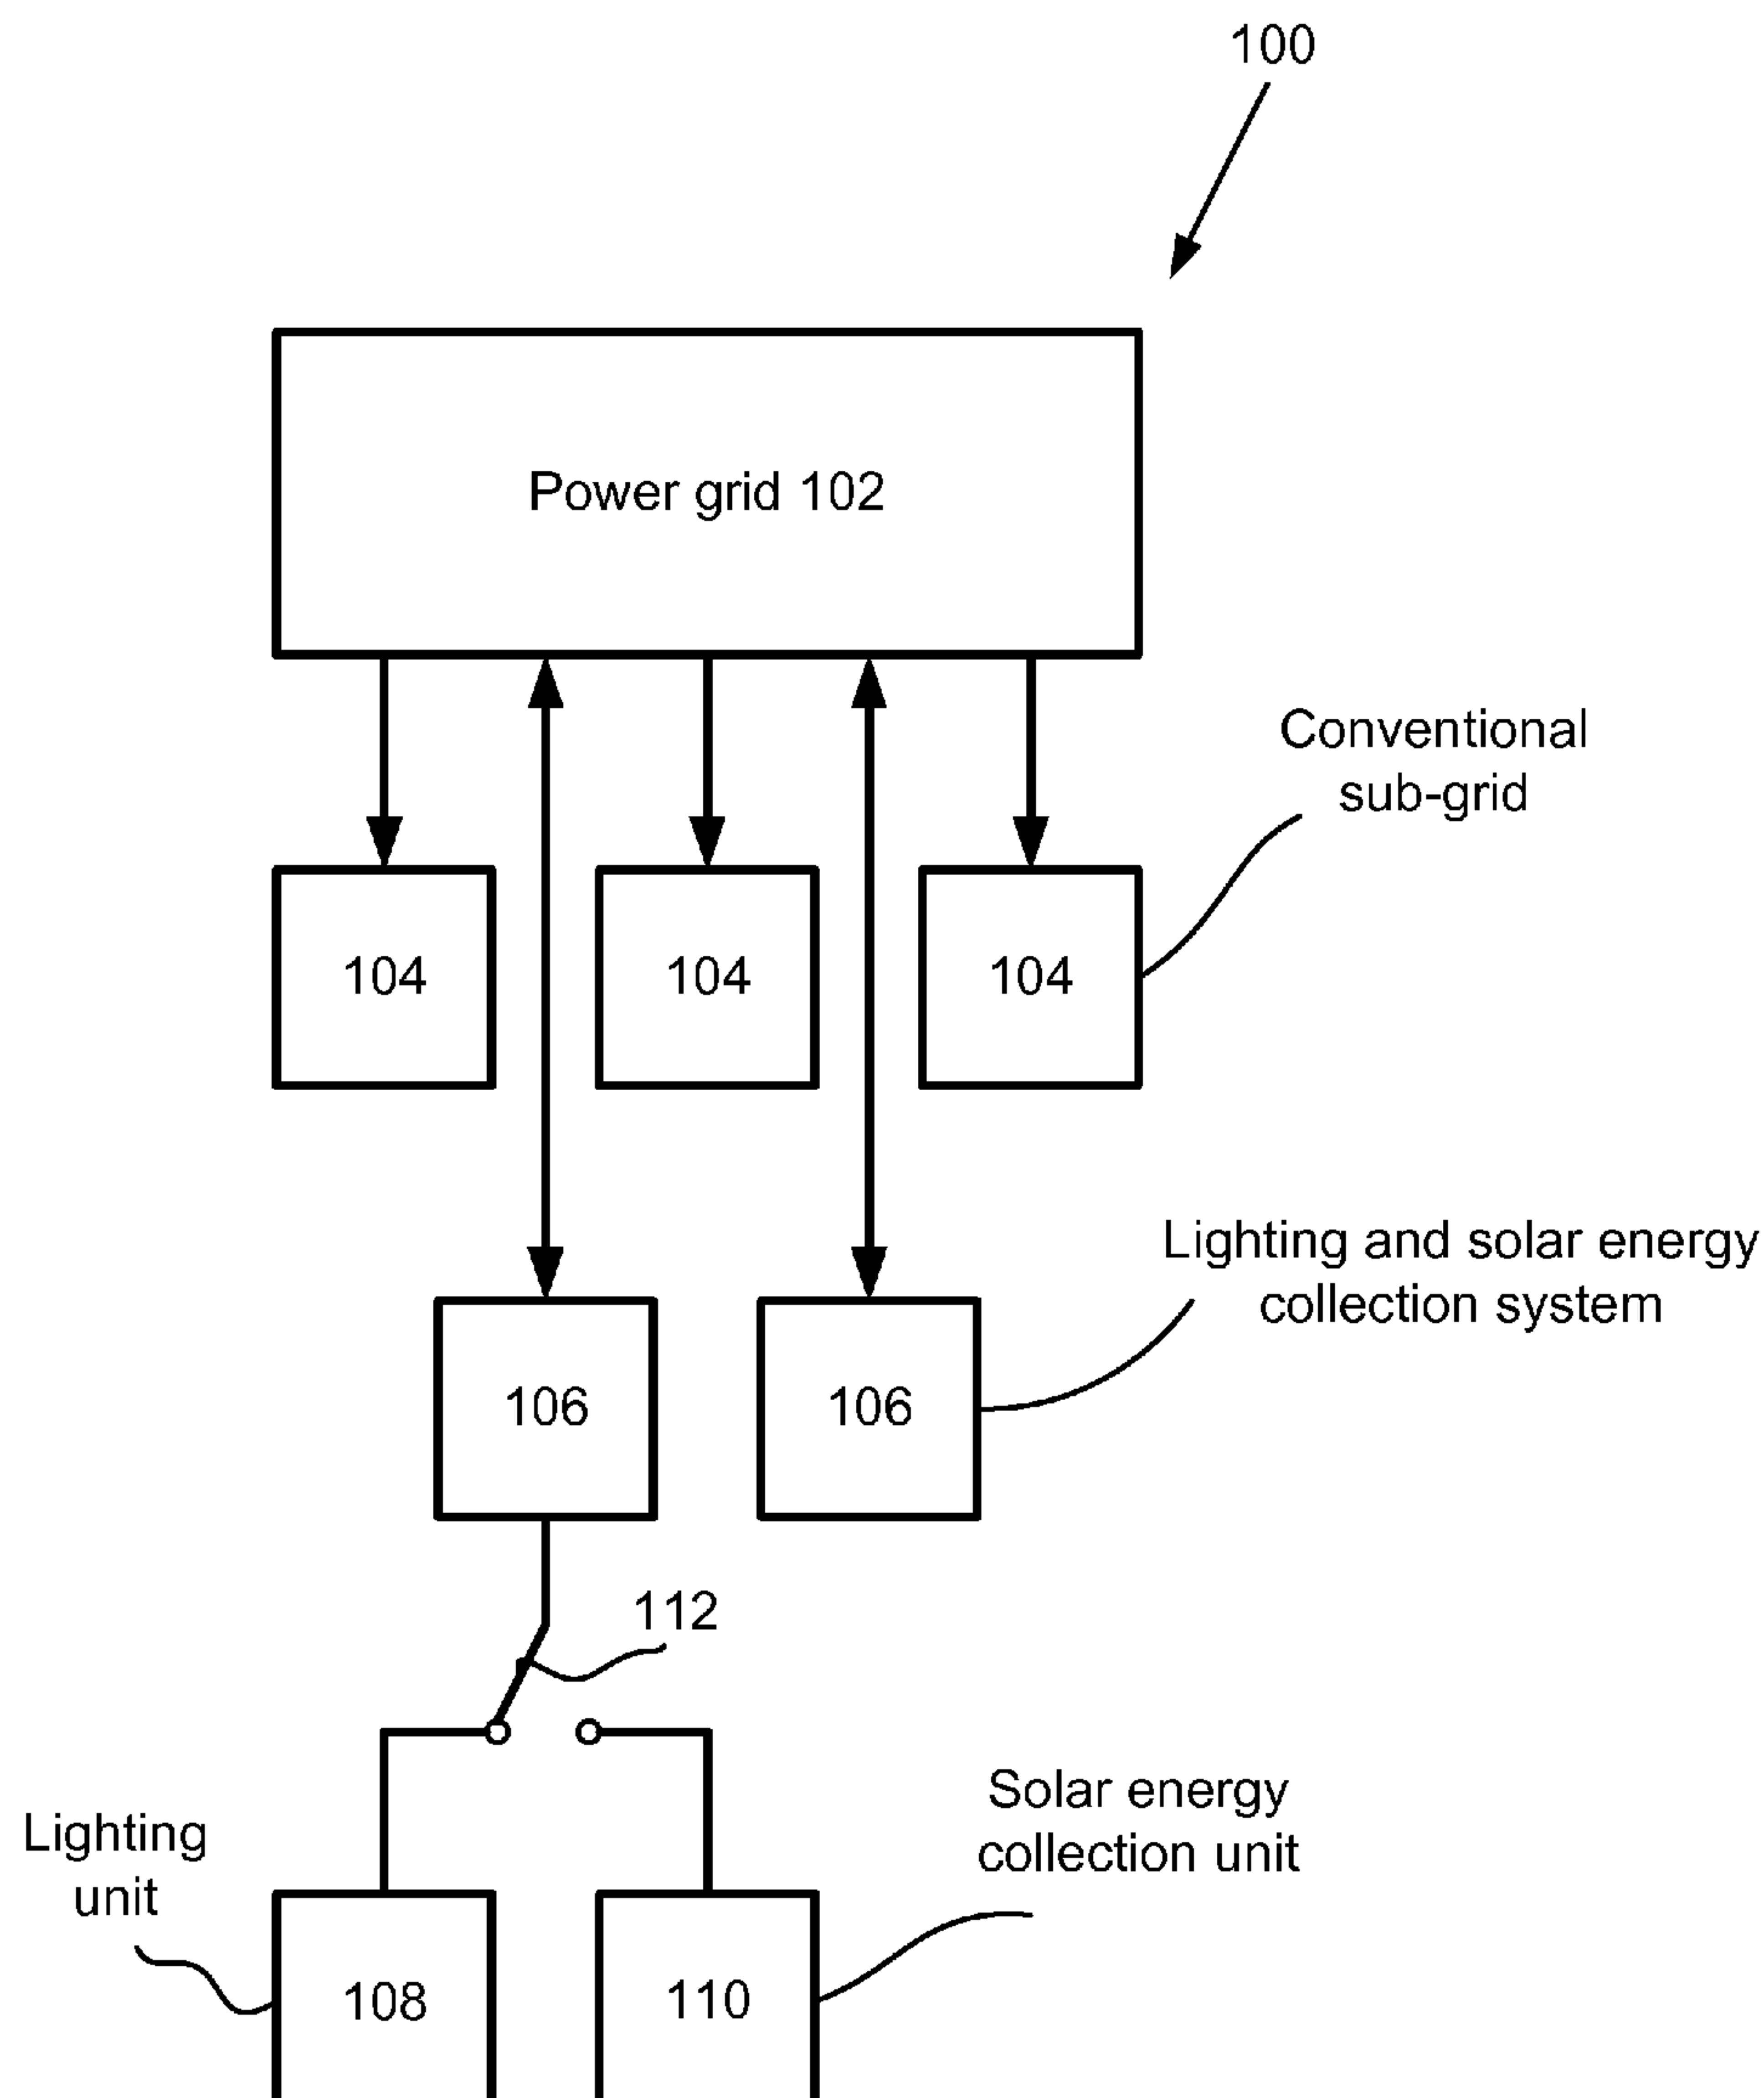 100
Power grid 102
Conventional
sub-grid
104
104
104
Lighting and solar energy
collection system
106
106
112
Solar energy
collection unit
Lighting
unit
108
110